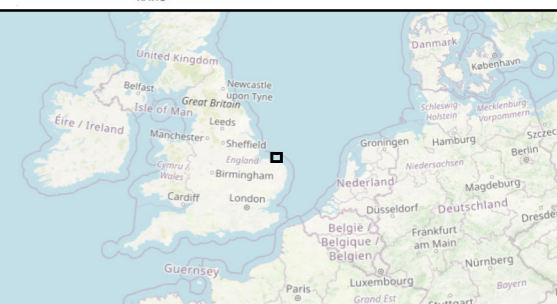 United Kingdom
Danmark
København
Belfast
Newcastle
upon Tyne
Great Britain
Isle of Man
Leeds
Éire / Ireland
Manchester
Sheffield
England
Cymru /
Wales
Birmingham
Cardiff
London
Guernsey
Schleswig-
Holstein
Mecklenburg
Vorpommern
Groningen
Hamburg
Berlin
Niedersachsen
Nederland
Magdeburg
Düsseldorf
Deutschland
België /
Belgique /
Belgien
Frankfurt
am Main
Nürnberg
Luxembourg
Paris
Grand Est
Bayern